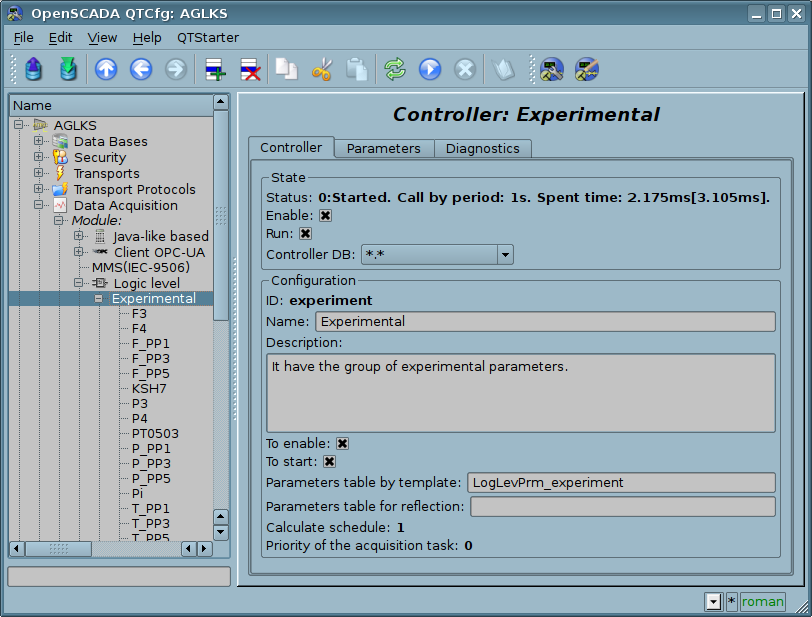 OpenSCADA QTCfg: AGLKS
File Edit View Help QTStarter
Name
AGLKS
Data Bases
Security
Transports
Transport Protocols
Data Acquisition
Module:
Java-like based
Client OPC-UA
MMS(IEC-9506)
Logic level
Experimental
F3
F4
F_PP1
F_PP3
F_PP5
KSH7
P3
P4
PT0503
P_PP1
P_PP3
P_PP5
Pi
T_PP1
T_PP3
T_PP5
Controller: Experimental
Controller Parameters Diagnostics
State
Status: 0:Started. Call by period: 1s. Spent time: 2.175ms[3.105ms].
Enable:
Run:
Controller DB: *.*
Configuration
ID: experiment
Name: Experimental
Description:
It have the group of experimental parameters.
To enable:
To start:
Parameters table by template: LogLevPrm_experiment
Parameters table for reflection:
Calculate schedule: 1
Priority of the acquisition task: 0
* roman